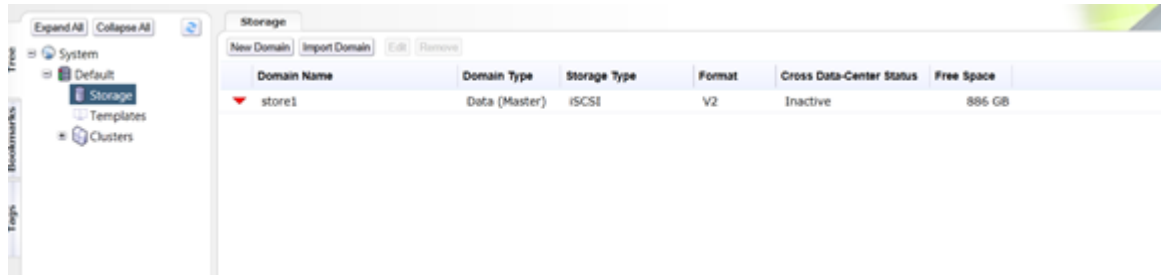 Expand All Collapse All
Tree
Bookmarks
Tags
System
Default
Storage
Templates
Clusters
Storage
New Domain Import Domain Edit Remove
Domain Name Domain Type Storage Type Format Cross Data-Center Status Free Space
store1 Data (Master) iSCSI V2 Inactive 886 GB